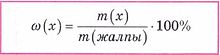 ω(x) = m(x) / m(жалпы) · 100%